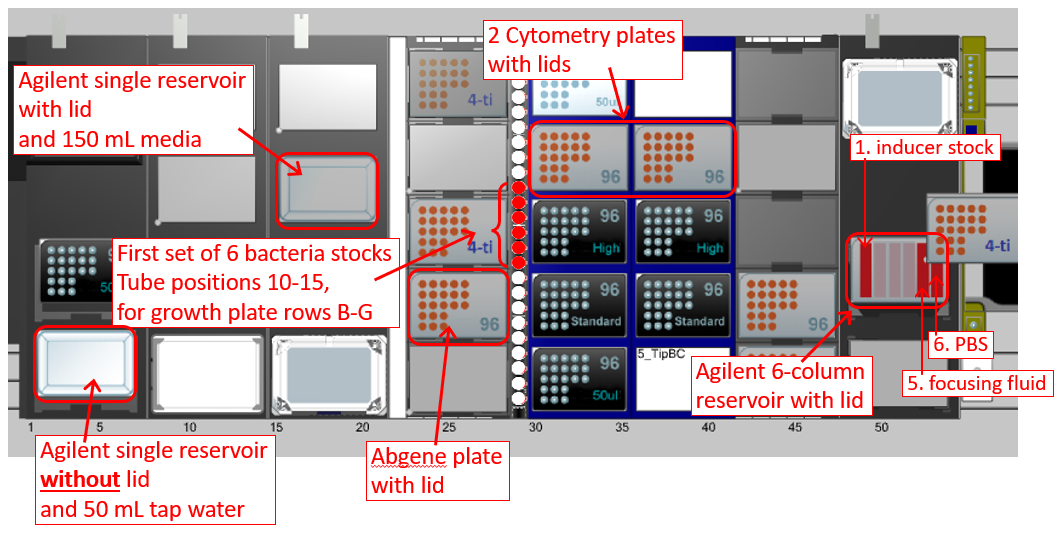 2 Cytometry plates
with lids
Agilent single reservoir
with lid
and 150 mL media
4-ti
50ul
1. inducer stock
96
96
4-ti
96
High
96
High
4-ti
First set of 6 bacteria stocks
Tube positions 10-15,
for growth plate rows B-G
50
96
96
Standard
96
Standard
96
6. PBS
5_TipBC
96
50ul
Agilent 6-column
reservoir with lid
5. focusing fluid
1
5
10
15
20
25
30
35
40
45
50
Agilent single reservoir
without lid
and 50 mL tap water
Abgene plate
with lid